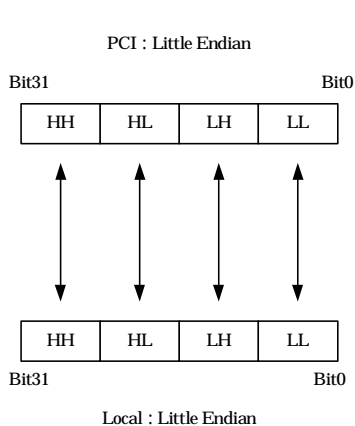 PCI : Little Endian
Bit31 Bit0
HH HL LH LL
HH HL LH LL
Bit31 Bit0
Local : Little Endian